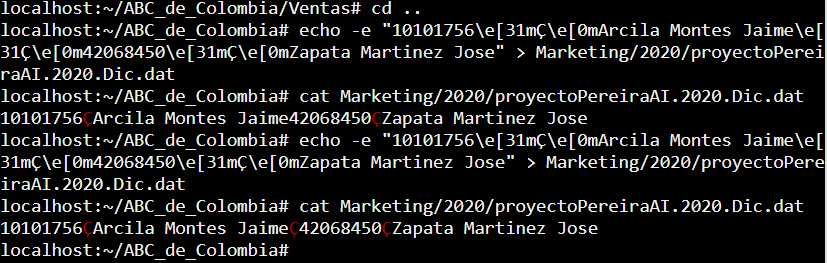 localhost:~/ABC_de_Colombia/Ventas# cd ..
localhost:~/ABC_de_Colombia# echo -e "10101756\e[31mÇ\e[0mArcila Montes Jaime\e[
31Ç\e[0m42068450\e[31mÇ\e[0mZapata Martinez Jose" > Marketing/2020/proyectoPerei
raAI.2020.Dic.dat
localhost:~/ABC_de_Colombia# cat Marketing/2020/proyectoPereiraAI.2020.Dic.dat
10101756ÇArcila Montes Jaime42068450ÇZapata Martinez Jose
localhost:~/ABC_de_Colombia# echo -e "10101756\e[31mÇ\e[0mArcila Montes Jaime\e[
31mÇ\e[0m42068450\e[31mÇ\e[0mZapata Martinez Jose" > Marketing/2020/proyectoPere
iraAI.2020.Dic.dat
localhost:~/ABC_de_Colombia# cat Marketing/2020/proyectoPereiraAI.2020.Dic.dat
10101756ÇArcila Montes JaimeÇ42068450ÇZapata Martinez Jose
localhost:~/ABC_de_Colombia#